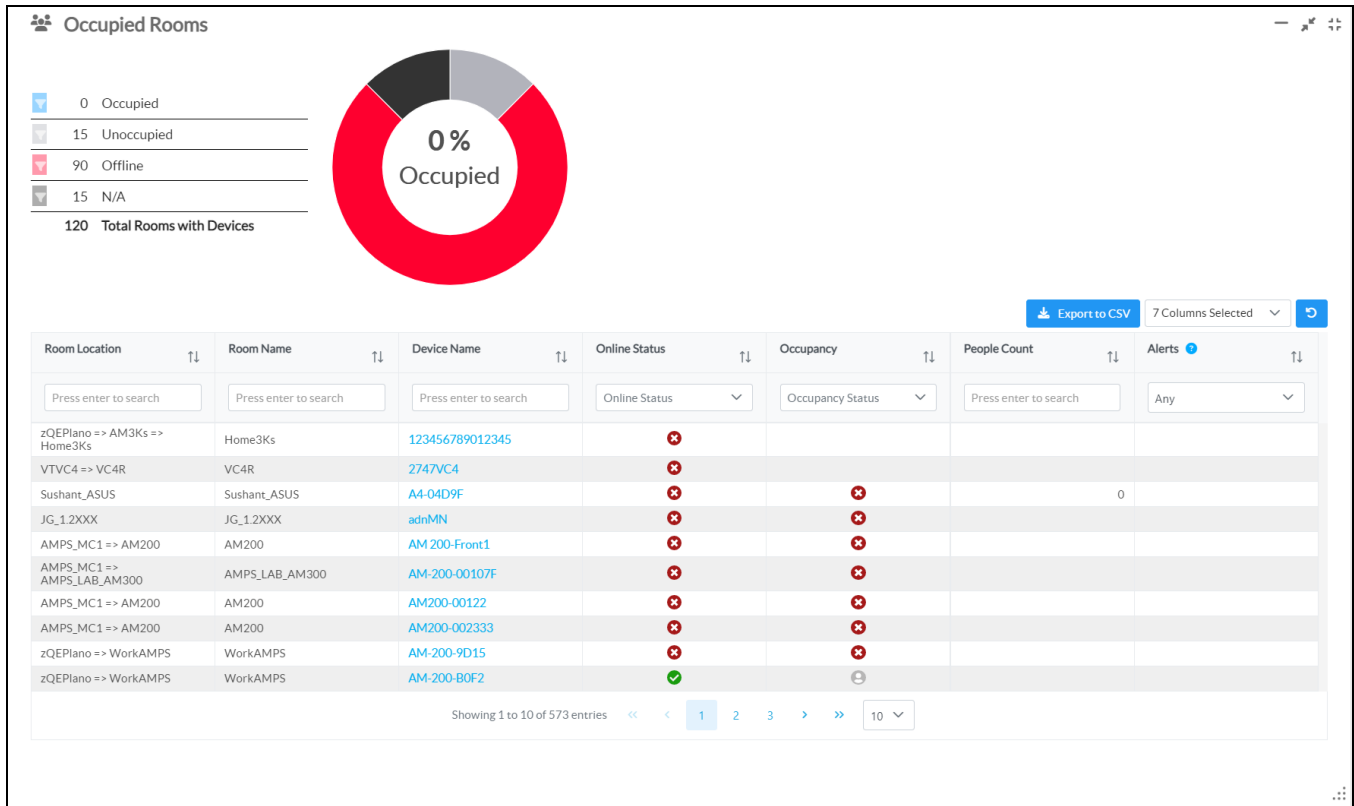 Occupied Rooms
0 Occupied
15 Unoccupied
90 Offline
15 N/A
120 Total Rooms with Devices
0 %
Occupied
Export to CSV 7 Columns Selected
Room Location Room Name Device Name Online Status Occupancy People Count Alerts ?
Press enter to search Press enter to search Press enter to search Online Status Occupancy Status Press enter to search Any
zQEPlano => AM3Ks =>
Home3Ks Home3Ks 123456789012345
VTVC4 => VC4R VC4R 2747VC4
Sushant_ASUS Sushant_ASUS A4-04D9F 0
JG_1.2XXX JG_1.2XXX adnMN
AMPS_MC1 => AM200 AM200 AM 200-Front1
AMPS_MC1 =>
AMPS_LAB_AM300 AMPS_LAB_AM300 AM-200-00107F
AMPS_MC1 => AM200 AM200 AM200-00122
AMPS_MC1 => AM200 AM200 AM200-002333
zQEPlano => WorkAMPS WorkAMPS AM-200-9D15
zQEPlano => WorkAMPS WorkAMPS AM-200-B0F2
Showing 1 to 10 of 573 entries « < 1 2 3 > » 10